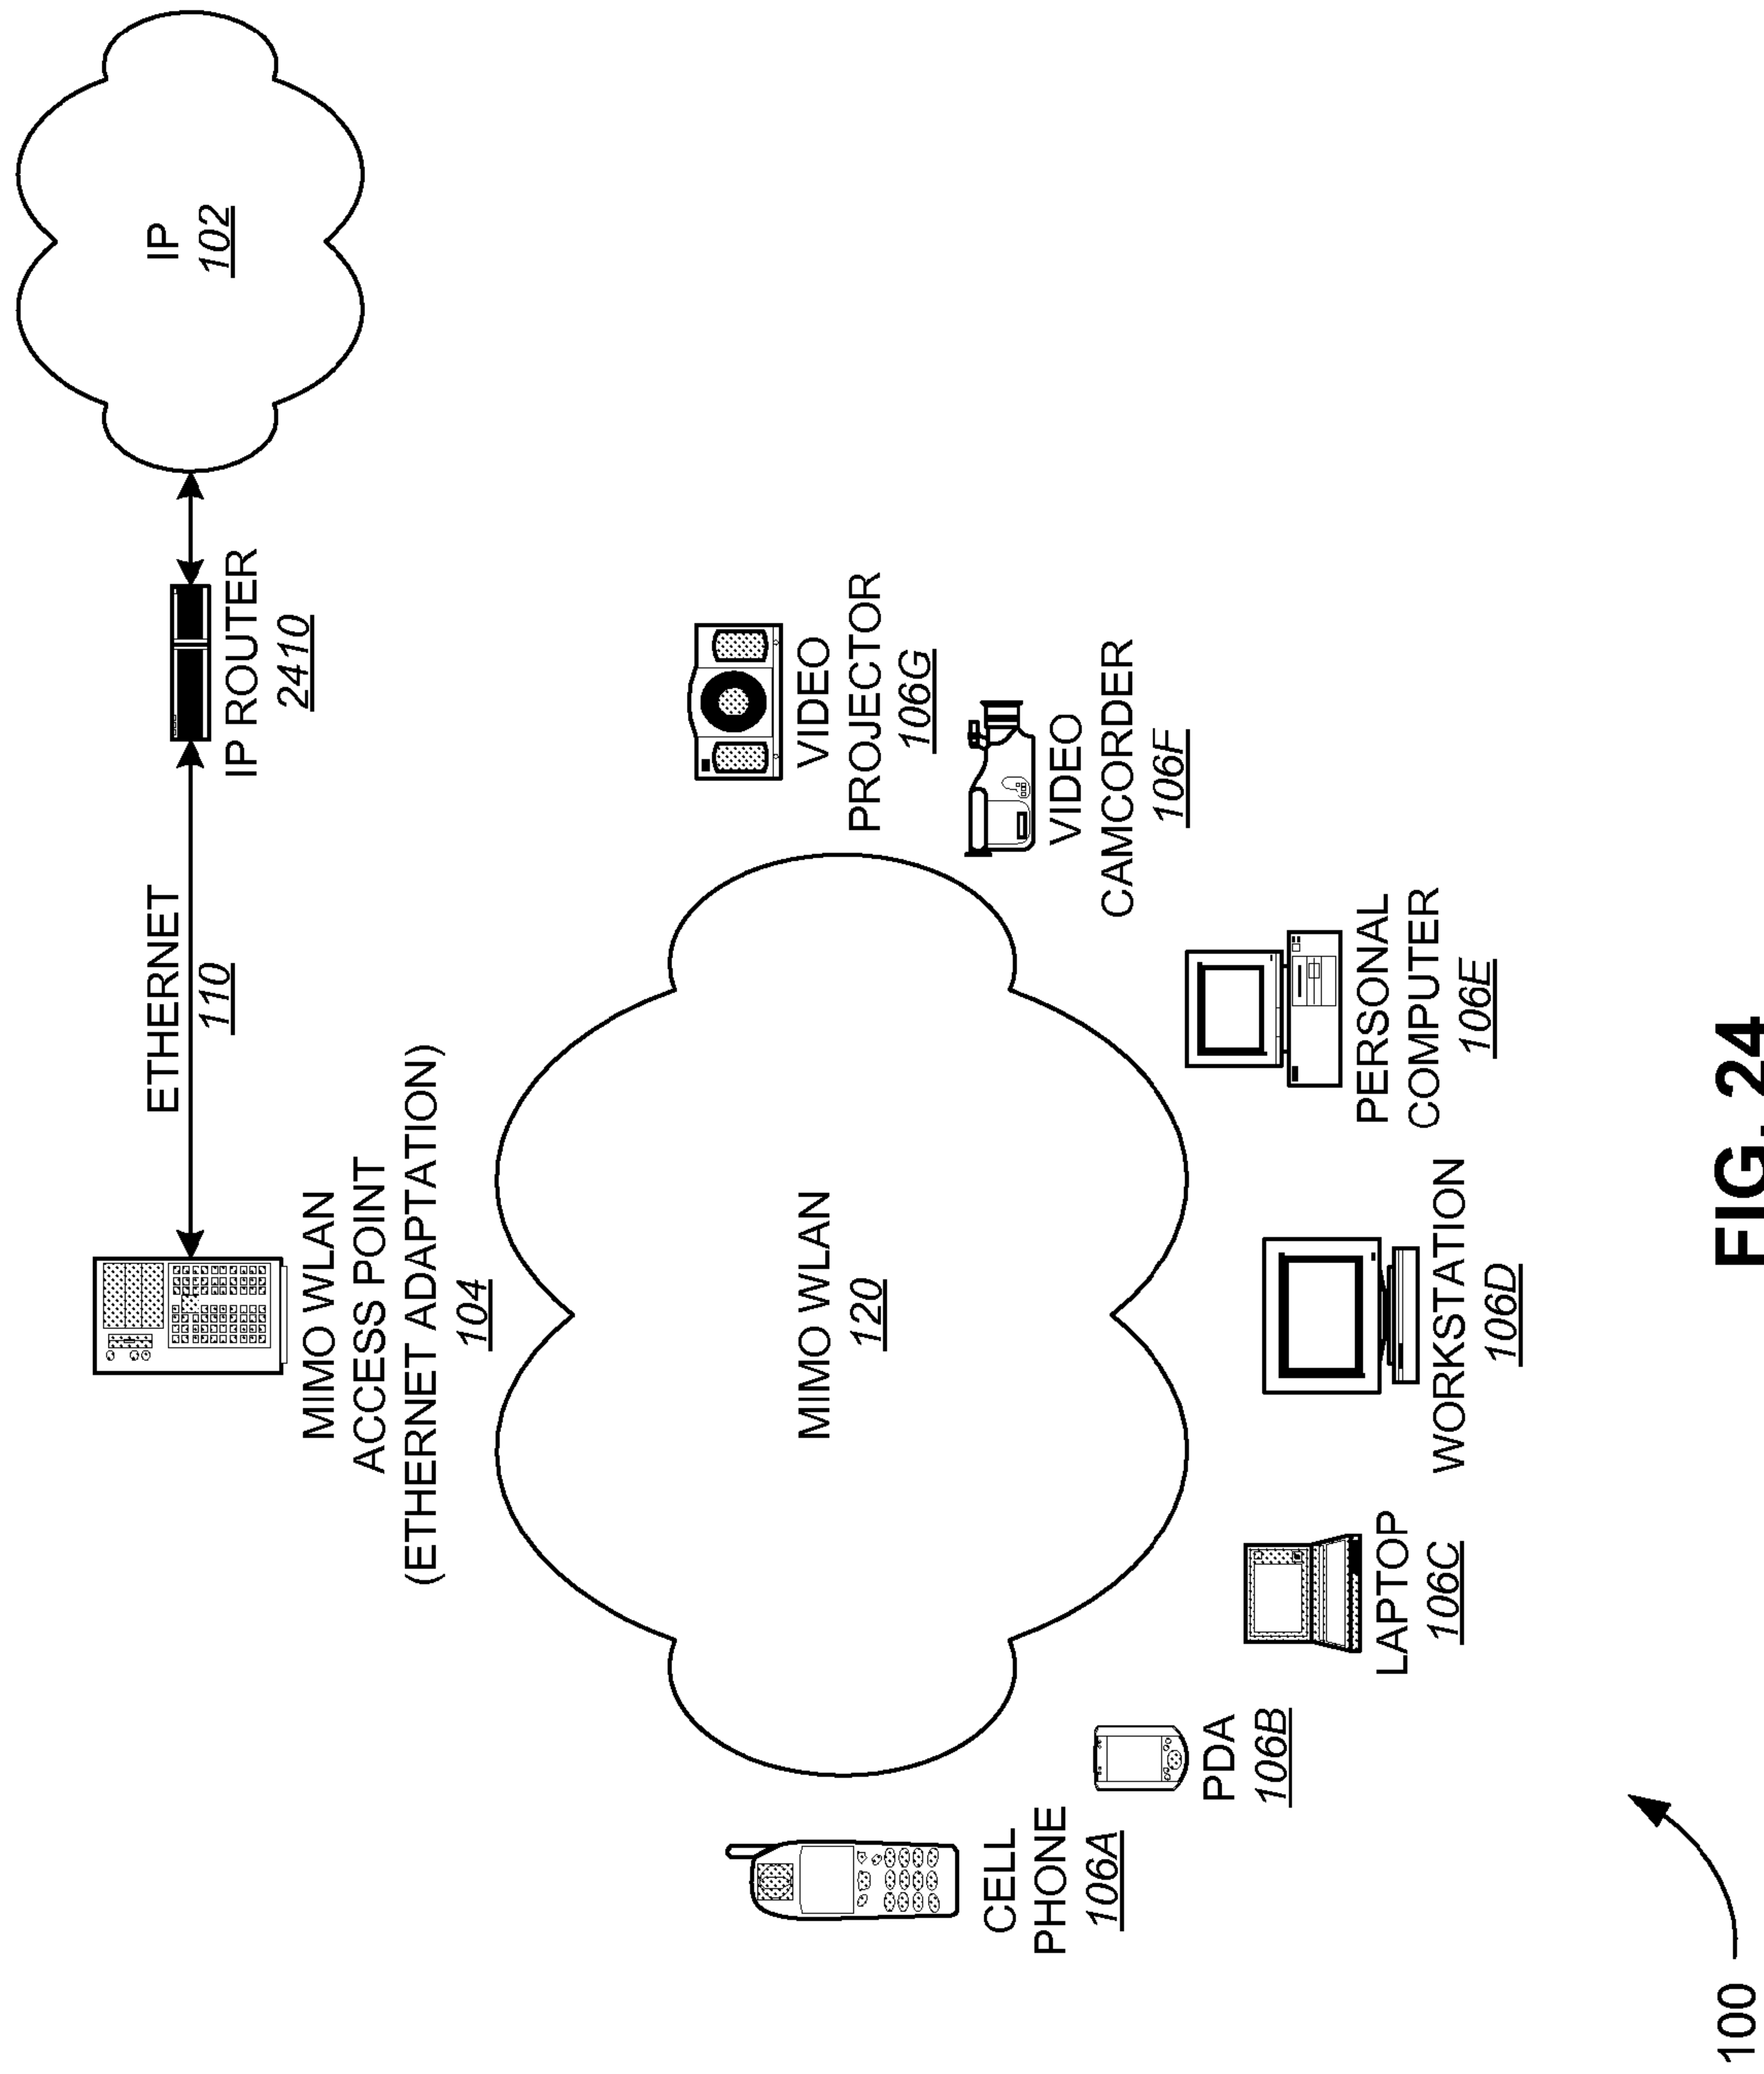 ETHERNET
110
IP
102
IP ROUTER
2410
MIMO WLAN
ACCESS POINT
(ETHERNET ADAPTATION)
104
MIMO WLAN
120
CELL
PHONE
106A
PDA
106B
LAPTOP
106C
WORKSTATION
106D
PERSONAL
COMPUTER
106E
VIDEO
CAMCORDER
106F
VIDEO
PROJECTOR
106G
100
FIG. 24